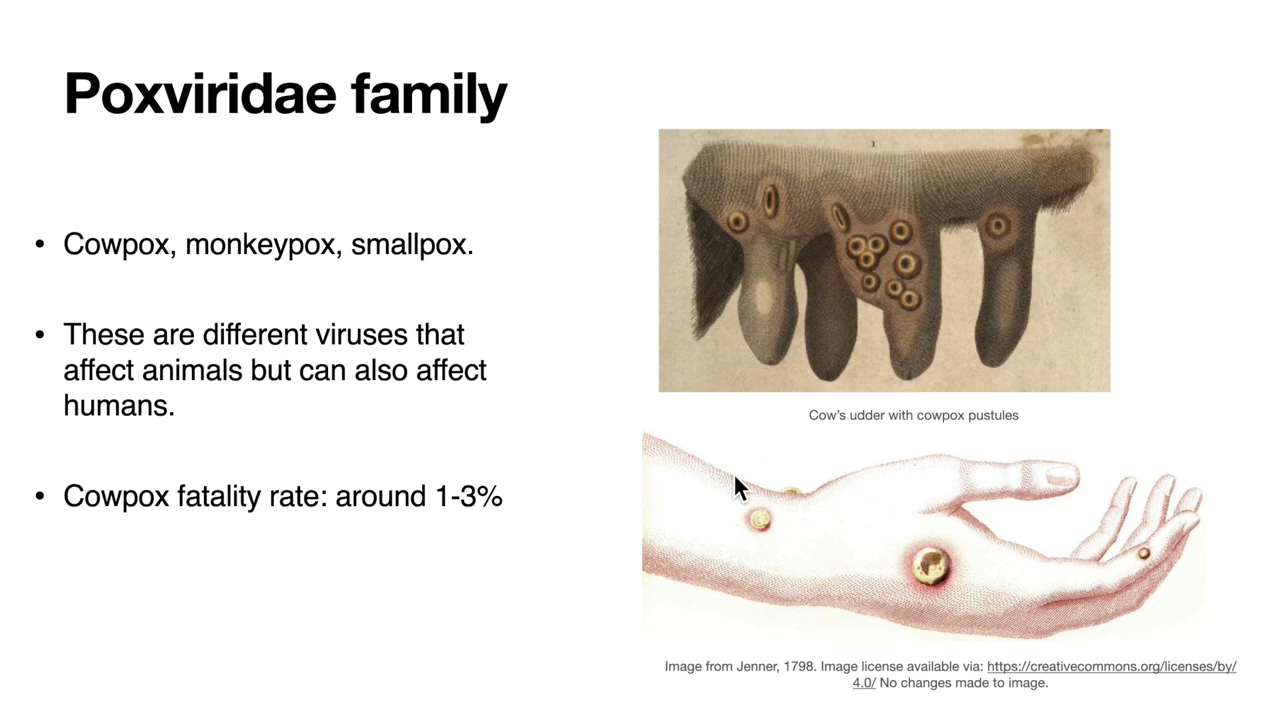 Poxviridae family
• Cowpox, monkeypox, smallpox.
• These are different viruses that
affect animals but can also affect
humans.
• Cowpox fatality rate: around 1-3%
1
Cow’s udder with cowpox pustules
Image from Jenner, 1798. Image license available via: https://creativecommons.org/licenses/by/
4.0/ No changes made to image.